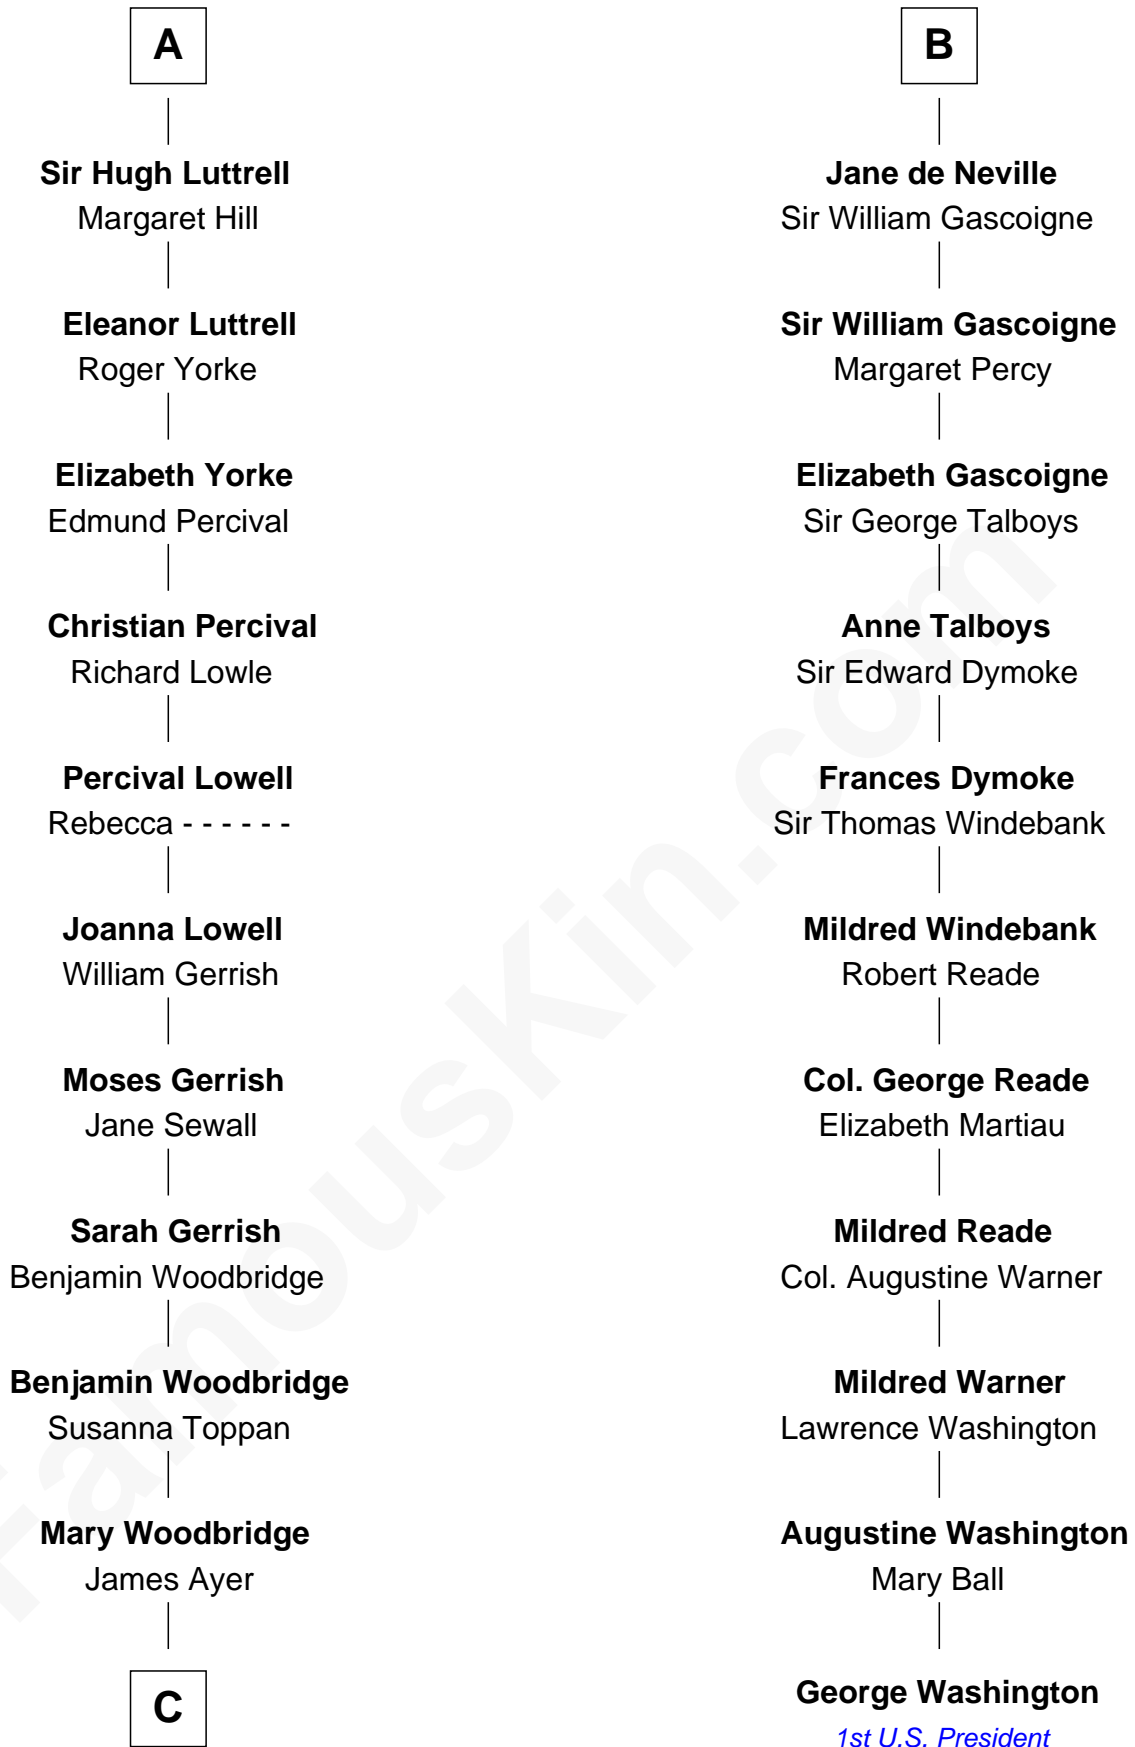 A
Sir Hugh Luttrell
Margaret Hill
Eleanor Luttrell
Roger Yorke
Elizabeth Yorke
Edmund Percival
Christian Percival
Richard Lowle
Percival Lowell
Rebecca - - - - - -
Joanna Lowell
William Gerrish
Moses Gerrish
Jane Sewall
Sarah Gerrish
Benjamin Woodbridge
Benjamin Woodbridge
Susanna Toppan
Mary Woodbridge
James Ayer
C
B
Jane de Neville
Sir William Gascoigne
Sir William Gascoigne
Margaret Percy
Elizabeth Gascoigne
Sir George Talboys
Anne Talboys
Sir Edward Dymoke
Frances Dymoke
Sir Thomas Windebank
Mildred Windebank
Robert Reade
Col. George Reade
Elizabeth Martiau
Mildred Reade
Col. Augustine Warner
Mildred Warner
Lawrence Washington
Augustine Washington
Mary Ball
George Washington
1st U.S. President
FamousKin.com